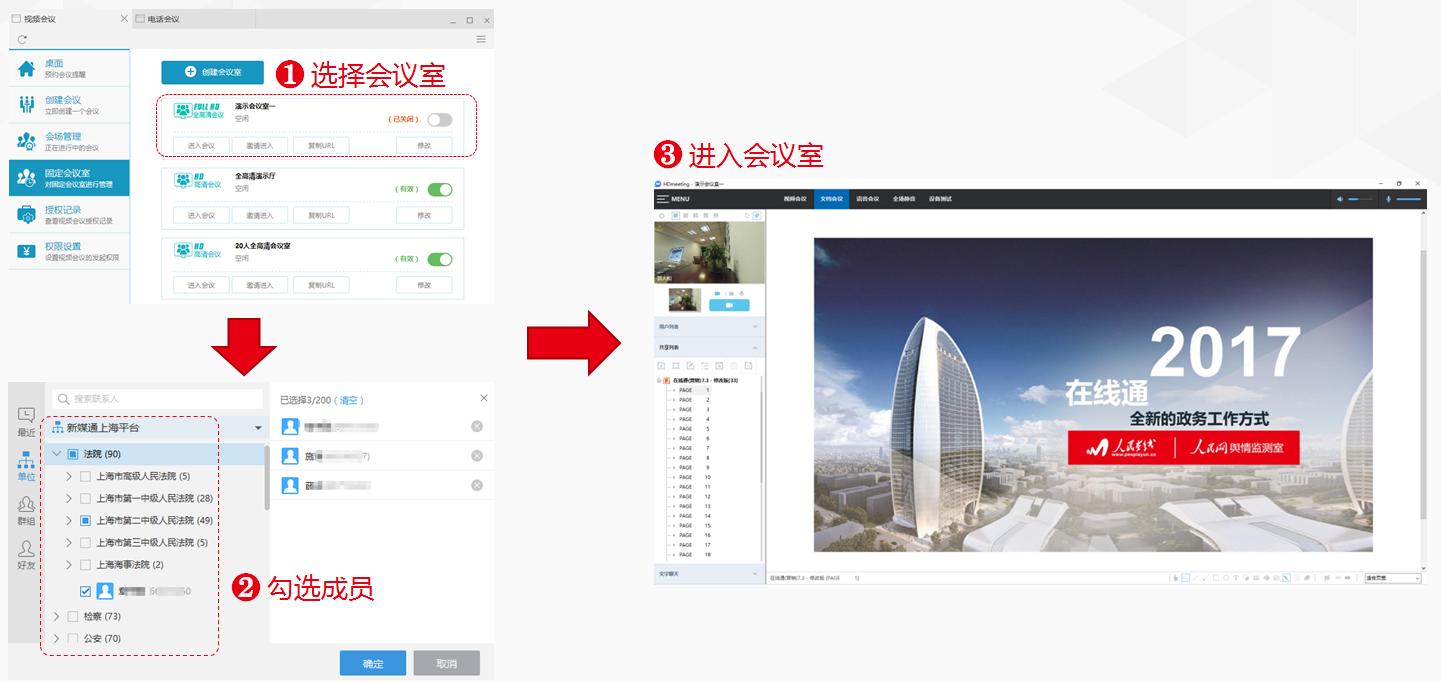 视频会议
电话会议
桌面
预约会议提醒
创建会议
立即创建一个会议
会场管理
正在进行中的会议
固定会议室
对固定会议室进行管理
授权记录
查看视频会议授权记录
权限设置
设置视频会议的发起权限
创建会议室
❶ 选择会议室
FULL HD
全高清会议
演示会议室一
空闲
(已关闭)
进入会议 邀请进入 复制URL 修改
HD
高清会议
全高清演示厅
空闲
(有效)
进入会议 邀请进入 复制URL 修改
HD
高清会议
20人全高清会议室
空闲
(有效)
进入会议 邀请进入 复制URL 修改
最近
单位
群组
好友
搜索联系人
新媒通上海平台
法院 (90)
上海市高级人民法院 (5)
上海市第一中级人民法院 (28)
上海市第二中级人民法院 (49)
上海市第三中级人民法院 (5)
上海海事法院 (2)
检察 (73)
公安 (70)
❷ 勾选成员
已选择3/200 (清空)
施
确定
取消
❸ 进入会议室
HDmeeting - 演示会议室一
MENU
视频会议 文档会议 语音会议 全场静音 设备测试
用户列表
共享列表
在线通(营销)7.3 - 修改版[33]
PAGE 1
PAGE 2
PAGE 3
PAGE 4
PAGE 5
PAGE 6
PAGE 7
PAGE 8
PAGE 9
PAGE 10
PAGE 11
PAGE 12
PAGE 13
PAGE 14
PAGE 15
PAGE 16
PAGE 17
PAGE 18
文字聊天
2017
在线通
全新的政务工作方式
人民在线
www.peopleyun.cn
人民网舆情监测室
在线通(营销)7.3 - 修改版 [PAGE 1]
适合页面